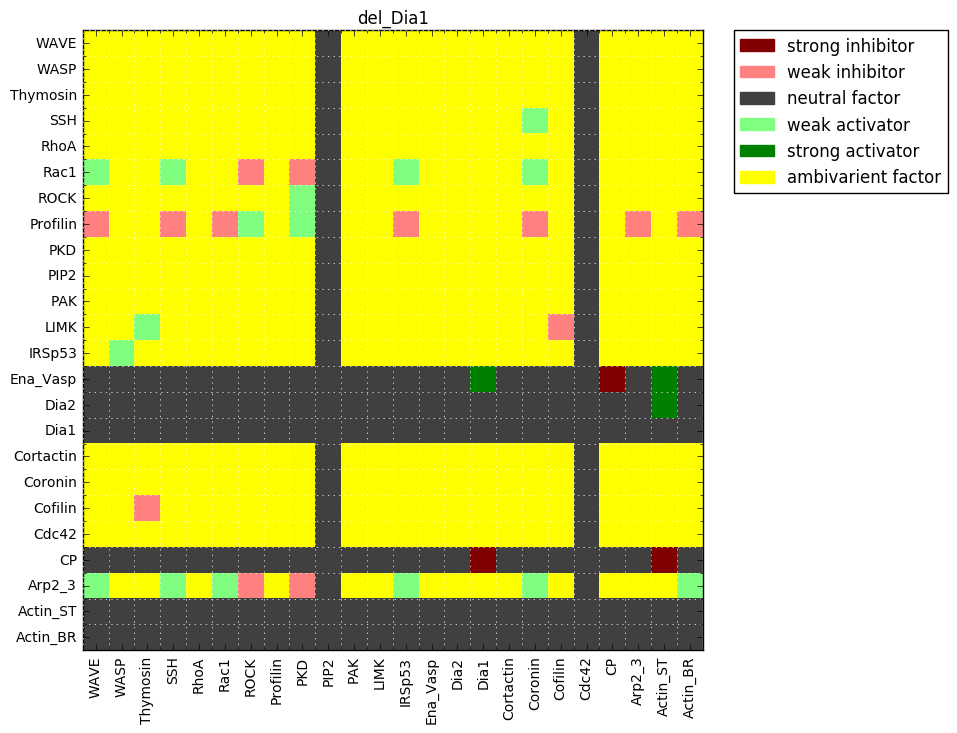 del_Dia1
WAVE
WASP
Thymosin
SSH
RhoA
Rac1
ROCK
Profilin
PKD
PIP2
PAK
LIMK
IRSp53
Ena_Vasp
Dia2
Dia1
Cortactin
Coronin
Cofilin
Cdc42
CP
Arp2_3
Actin_ST
Actin_BR
WAVE
WASP
Thymosin
SSH
RhoA
Rac1
ROCK
Profilin
PKD
PIP2
PAK
LIMK
IRSp53
Ena_Vasp
Dia2
Dia1
Cortactin
Coronin
Cofilin
Cdc42
CP
Arp2_3
Actin_ST
Actin_BR
strong inhibitor
weak inhibitor
neutral factor
weak activator
strong activator
ambivarient factor